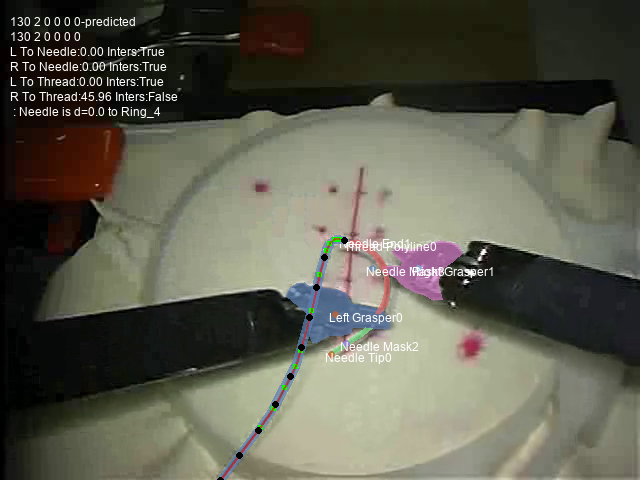 130 2 0 0 0 0-predicted
130 2 0 0 0 0
L To Needle:0.00 Inters:True
R To Needle:0.00 Inters:True
L To Thread:0.00 Inters:True
R To Thread:45.96 Inters:False
: Needle is d=0.0 to Ring_4
Needle End1
Thread Polyline0
Needle Mask3
Right Grasper1
Left Grasper0
Needle Mask2
Needle Tip0